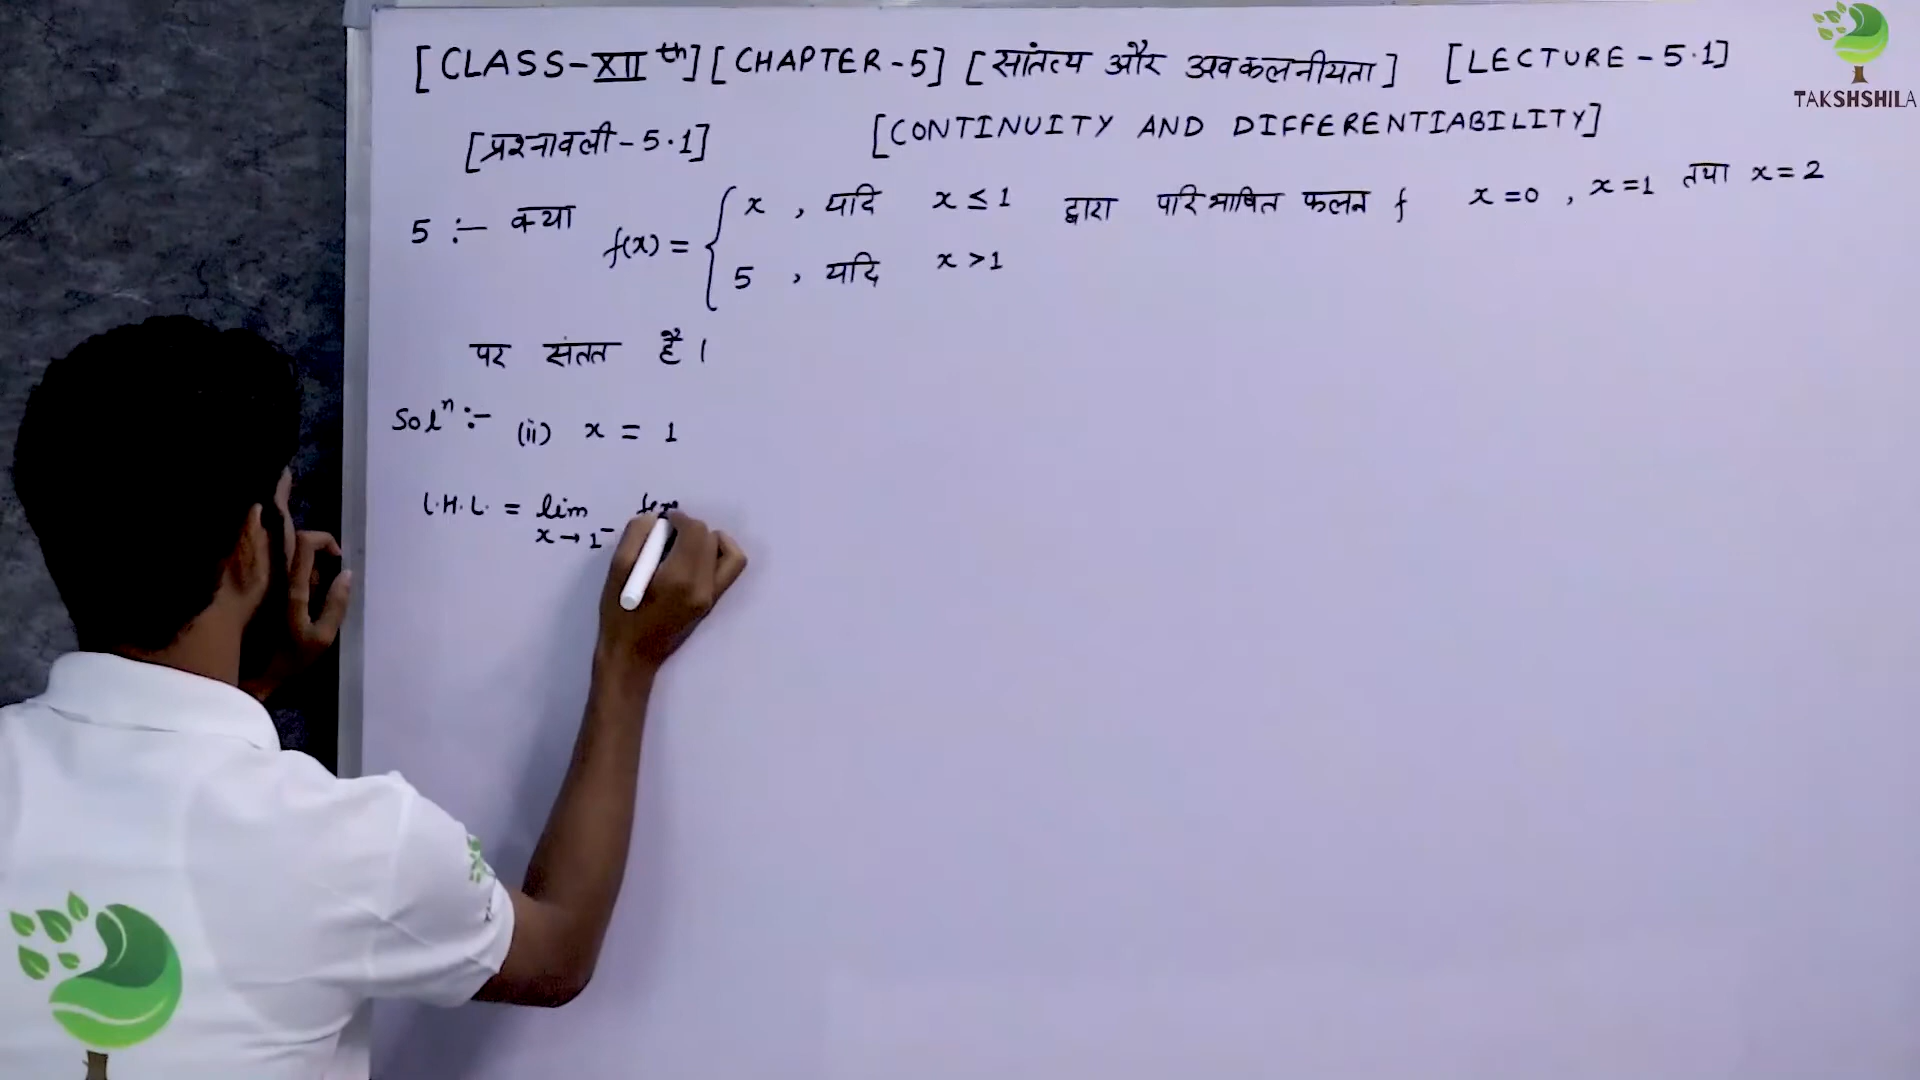 [CLASS-XII th] [CHAPTER-5] [सांतत्य और अवकलनीयता] [LECTURE-5.1]
TAKSHSHILA
[प्रश्नावली-5.1] [CONTINUITY AND DIFFERENTIABILITY]
5 :- क्या f(x) = { x , यदि x ≤ 1 द्वारा परिभाषित फलन f x=0 , x=1 तथा x=2
5 , यदि x > 1
पर संतत है।
Solⁿ :- (ii) x = 1
L.H.L. = lim
x → 1⁻